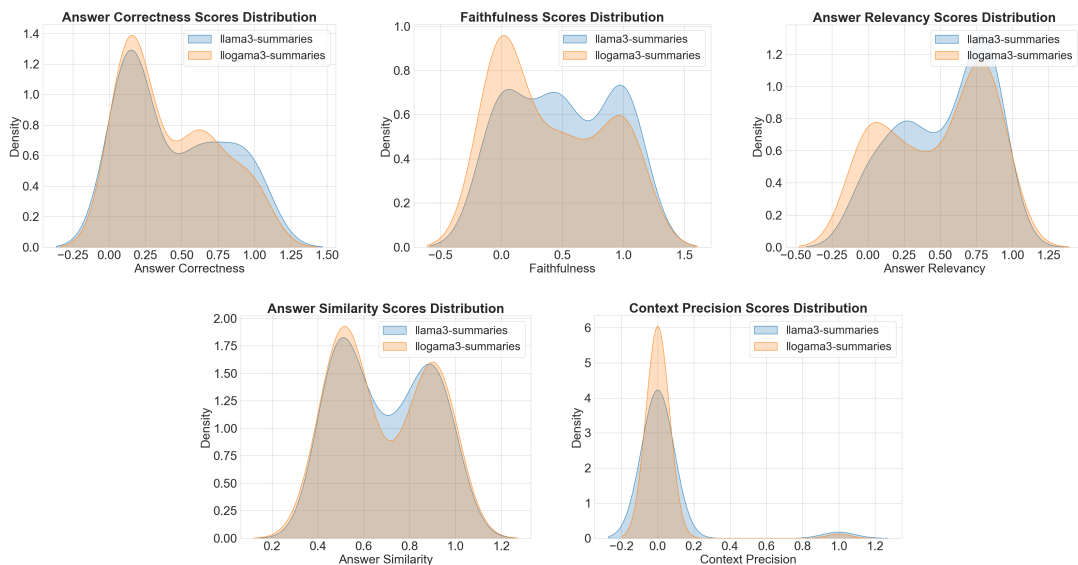 Answer Correctness Scores Distribution
llama3-summaries
llogama3-summaries
Density
1.4
1.2
1.0
0.8
0.6
0.4
0.2
0.0
−0.25 0.00 0.25 0.50 0.75 1.00 1.25 1.50
Answer Correctness
Faithfulness Scores Distribution
llama3-summaries
llogama3-summaries
Density
1.0
0.8
0.6
0.4
0.2
0.0
−0.5 0.0 0.5 1.0 1.5
Faithfulness
Answer Relevancy Scores Distribution
llama3-summaries
llogama3-summaries
Density
1.2
1.0
0.8
0.6
0.4
0.2
0.0
−0.50 −0.25 0.00 0.25 0.50 0.75 1.00 1.25
Answer Relevancy
Answer Similarity Scores Distribution
llama3-summaries
llogama3-summaries
Density
2.00
1.75
1.50
1.25
1.00
0.75
0.50
0.25
0.00
0.2 0.4 0.6 0.8 1.0 1.2
Answer Similarity
Context Precision Scores Distribution
llama3-summaries
llogama3-summaries
Density
6
5
4
3
2
1
0
−0.2 0.0 0.2 0.4 0.6 0.8 1.0 1.2
Context Precision